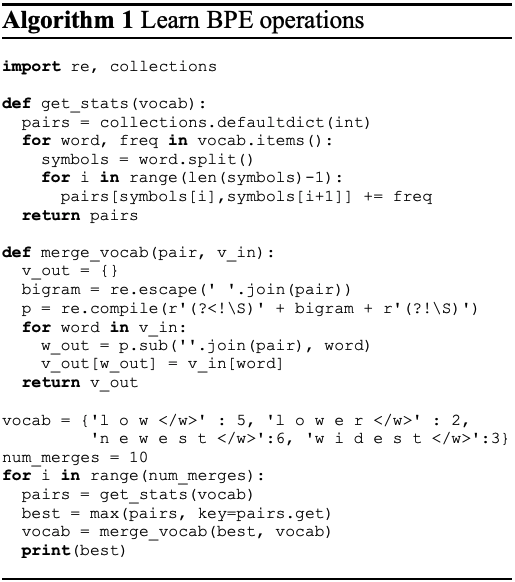 Algorithm 1 Learn BPE operations
import re, collections
def get_stats(vocab):
  pairs = collections.defaultdict(int)
  for word, freq in vocab.items():
    symbols = word.split()
    for i in range(len(symbols)-1):
      pairs[symbols[i],symbols[i+1]] += freq
  return pairs
def merge_vocab(pair, v_in):
  v_out = {}
  bigram = re.escape(' '.join(pair))
  p = re.compile(r'(?<!\S)' + bigram + r'(?!\S)')
  for word in v_in:
    w_out = p.sub(''.join(pair), word)
    v_out[w_out] = v_in[word]
  return v_out
vocab = {'l o w </w>' : 5, 'l o w e r </w>' : 2,
         'n e w e s t </w>':6, 'w i d e s t </w>':3}
num_merges = 10
for i in range(num_merges):
  pairs = get_stats(vocab)
  best = max(pairs, key=pairs.get)
  vocab = merge_vocab(best, vocab)
  print(best)